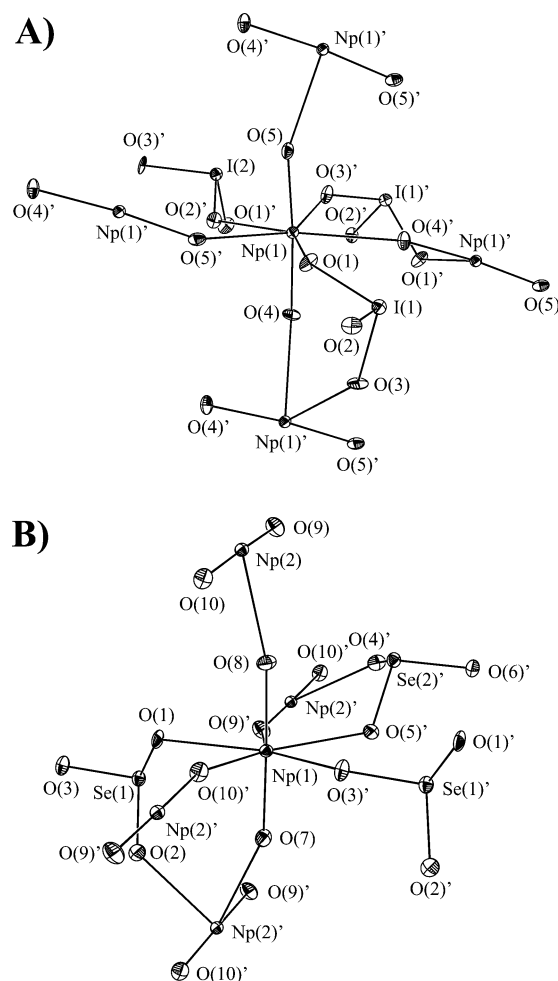 A)
O(4)' Np(1)'
O(5)'
O(5)
O(3)' I(2) O(3)' I(1)'
O(4)' O(2)' O(1)' O(2)' O(4)' Np(1)'
Np(1)' O(5)' Np(1) O(1) O(1)'
O(5)
O(4) I(1)
O(2)
O(3)
O(4)' Np(1)' O(5)'
B)
O(9)
Np(2)
O(10)
O(8) O(10)' O(4)' Se(2)' O(6)'
O(1) O(9)' Np(2)' O(5)' O(1)'
O(3) Se(1) O(10)' Np(1) O(3)' Se(1)'
Np(2)'
O(9)' O(2) O(7) O(2)'
O(9)'
Np(2)'
O(10)'